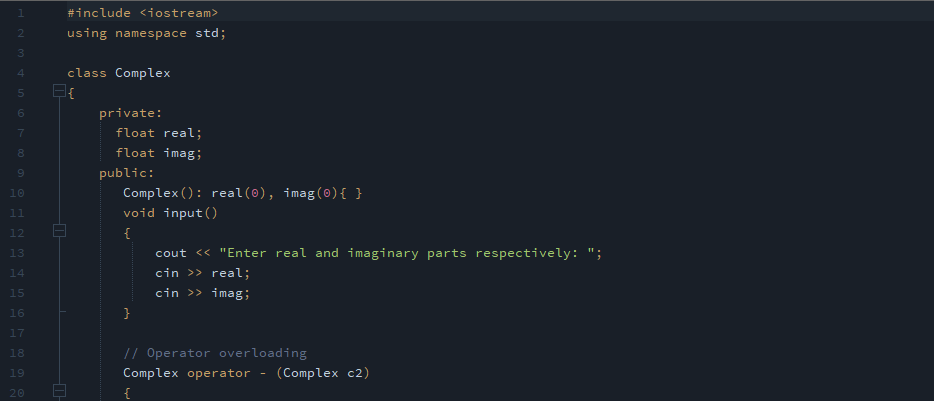 1 #include <iostream>
2 using namespace std;
3
4 class Complex
5 {
6 private:
7 float real;
8 float imag;
9 public:
10 Complex(): real(0), imag(0){ }
11 void input()
12 {
13 cout << "Enter real and imaginary parts respectively: ";
14 cin >> real;
15 cin >> imag;
16 }
17
18 // Operator overloading
19 Complex operator - (Complex c2)
20 {